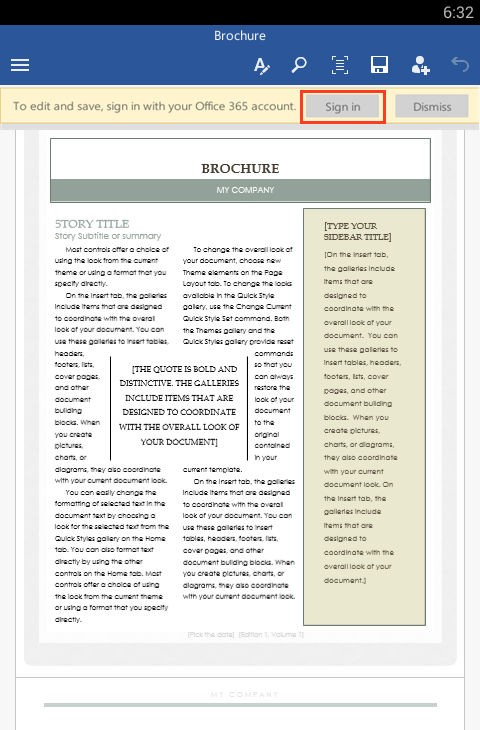 6:32
Brochure
To edit and save, sign in with your Office 365 account. Sign in Dismiss
BROCHURE
MY COMPANY
STORY TITLE
Story Subtitle or summary
Most controls offer a choice of
using the look from the current
theme or using a format that you
specify directly.
On the Insert tab, the galleries
include items that are designed
to coordinate with the overall
look of your document. You can
use these galleries to insert tables,
headers,
footers, lists,
cover pages,
and other
document
building
blocks. When
you create
pictures,
charts, or
diagrams, they also coordinate
with your current document look.
You can easily change the
formatting of selected text in the
document text by choosing a
look for the selected text from the
Quick Styles gallery on the Home
tab. You can also format text
directly by using the other
controls on the Home tab. Most
controls offer a choice of using
the look from the current theme
or using a format that you specify
directly.
[THE QUOTE IS BOLD AND
DISTINCTIVE. THE GALLERIES
INCLUDE ITEMS THAT ARE
DESIGNED TO COORDINATE
WITH THE OVERALL LOOK OF
YOUR DOCUMENT]
To change the overall look of
your document, choose new
Theme elements on the Page
Layout tab. To change the looks
available in the Quick Style
gallery, use the Change Current
Quick Style Set command. Both
the Themes gallery and the
Quick Styles gallery provide reset
commands
so that you
can always
restore the
look of your
document
to the
original
contained
in your
current template.
On the Insert tab, the galleries
include items that are designed
to coordinate with the overall
look of your document. You can
use these galleries to insert
tables, headers, footers, lists,
cover pages, and other
document building blocks. When
you create pictures, charts, or
diagrams, they also coordinate
with your current document look.
[TYPE YOUR
SIDEBAR TITLE]
[On the Insert tab,
the galleries include
items that are
designed to
coordinate with the
overall look of your
document. You can
use these galleries to
insert tables, headers,
footers, lists, cover
pages, and other
document building
blocks. When you
create pictures,
charts, or diagrams,
they also coordinate
with your current
document look. On
the Insert tab, the
galleries include
items that are
designed to
coordinate with the
overall look of your
document.]
[Pick the date] [Edition 1, Volume 1]
MY COMPANY